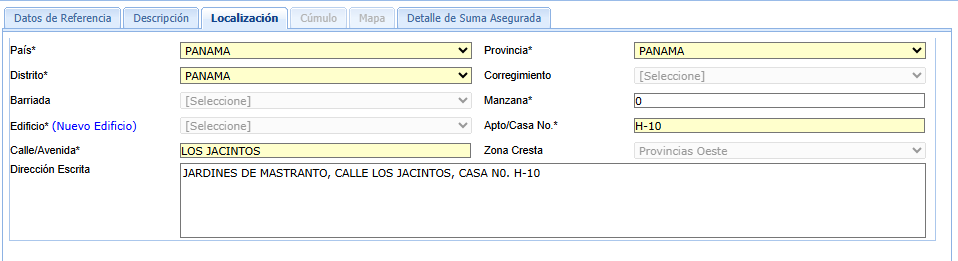 Datos de Referencia Descripción Localización Cúmulo Mapa Detalle de Suma Asegurada
País* PANAMA Provincia* PANAMA
Distrito* PANAMA Corregimiento [Seleccione]
Barriada [Seleccione] Manzana* 0
Edificio* (Nuevo Edificio) [Seleccione] Apto/Casa No.* H-10
Calle/Avenida* LOS JACINTOS Zona Cresta Provincias Oeste
Dirección Escrita JARDINES DE MASTRANTO, CALLE LOS JACINTOS, CASA N0. H-10